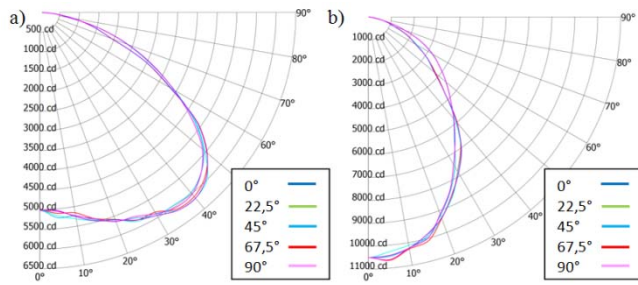 a)
90°
500 cd
1000 cd
1500 cd
2000 cd
2500 cd
3000 cd
3500 cd
4000 cd
4500 cd
5000 cd
5500 cd
6000 cd
6500 cd
0°
10°
20°
30°
40°
60°
70°
80°
0°
22,5°
45°
67,5°
90°
b)
90°
1000 cd
2000 cd
3000 cd
4000 cd
5000 cd
6000 cd
7000 cd
8000 cd
9000 cd
10000 cd
11000 cd
0°
10°
20°
30°
40°
60°
70°
80°
0°
22,5°
45°
67,5°
90°